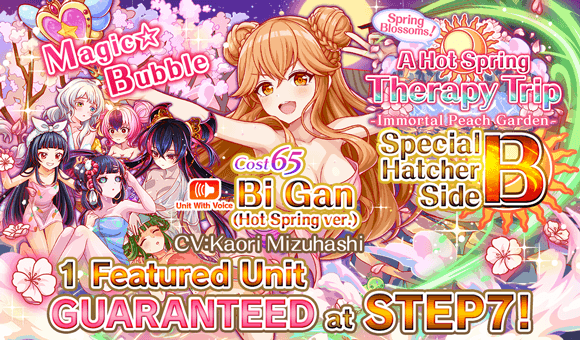 Magic☆
Bubble
Spring
Blossoms!
A Hot Spring
Therapy Trip
-Immortal Peach Garden-
Special
Hatcher
Side B
Cost 65
Unit With Voice
Bi Gan
(Hot Spring ver.)
CV:Kaori Mizuhashi
1 Featured Unit
GUARANTEED at STEP7!